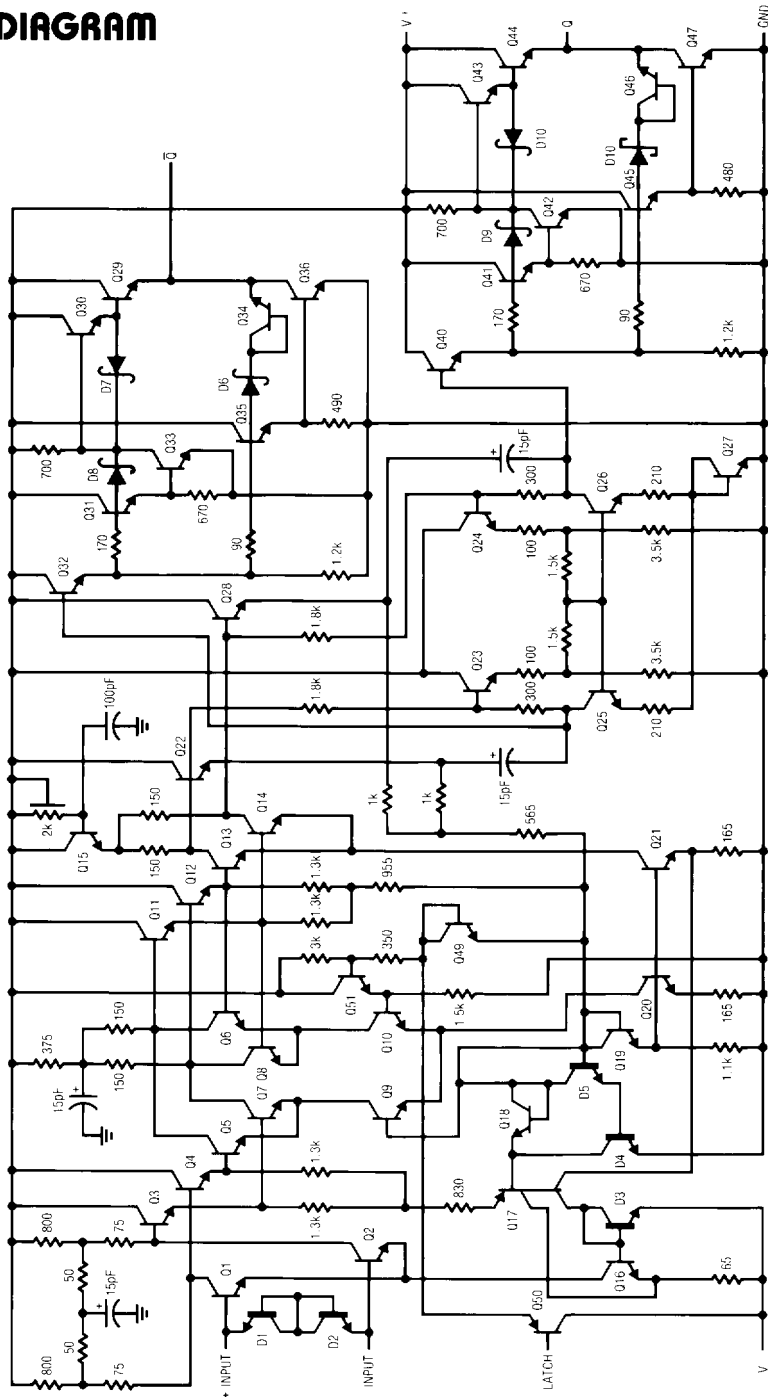 DIAGRAM
V+
Q43
Q44
Q
Q46
Q47
GND
D10
D10
Q45
480
700
D9
Q42
Q41
670
170
90
Q40
1.2k
Q̄
Q29
Q30
D7
Q34
Q36
D6
Q35
490
700
D8
Q33
Q31
670
170
90
Q32
1.2k
15pF
Q28
1.8k
Q24
300
Q26
210
Q27
100
1.5k
3.5k
1.5k
1.8k
Q23
100
300
3.5k
Q25
210
100pF
Q22
15pF
1k
1k
565
2k
150
Q15
150
Q14
Q13
Q12
Q11
1.3k
1.3k
955
Q21
165
3k
350
Q49
Q51
1.5k
Q20
165
375
150
150
15pF
Q6
Q8
Q10
Q7
Q5
Q9
Q19
1.1k
D5
Q18
D4
Q4
Q3
1.3k
1.3k
830
Q17
D3
Q16
65
800
75
50
50
15pF
800
75
Q1
Q2
D1
D2
+ INPUT
INPUT
Q50
LATCH
V